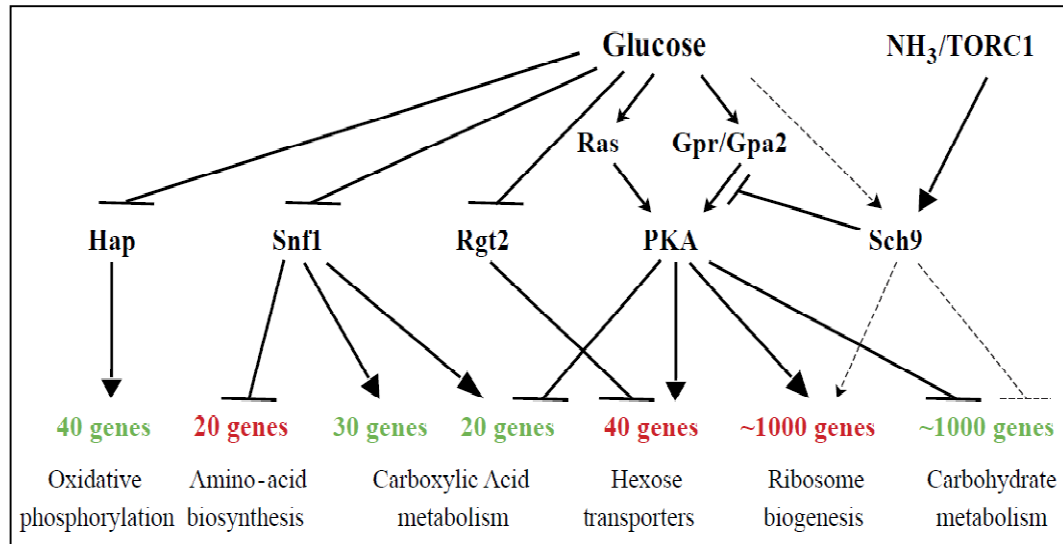 Glucose
NH3/TORC1
Ras
Gpr/Gpa2
Hap
Snf1
Rgt2
PKA
Sch9
40 genes
20 genes
30 genes
20 genes
40 genes
~1000 genes
~1000 genes
Oxidative
phosphorylation
Amino-acid
biosynthesis
Carboxylic Acid
metabolism
Hexose
transporters
Ribosome
biogenesis
Carbohydrate
metabolism